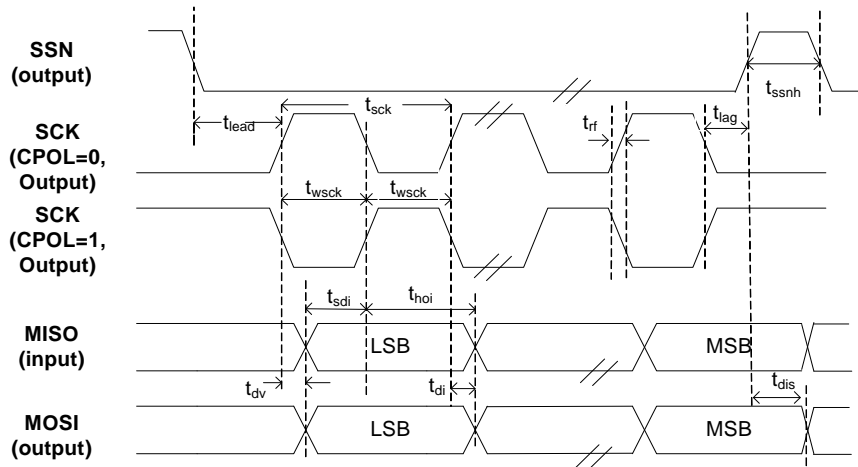 SSN
(output)
t_ssnh
t_sck
t_lead
t_rf
t_lag
SCK
(CPOL=0,
Output)
t_wsck t_wsck
SCK
(CPOL=1,
Output)
t_sdi t_hoi
MISO
(input)
LSB MSB
t_dv t_di t_dis
MOSI
(output)
LSB MSB